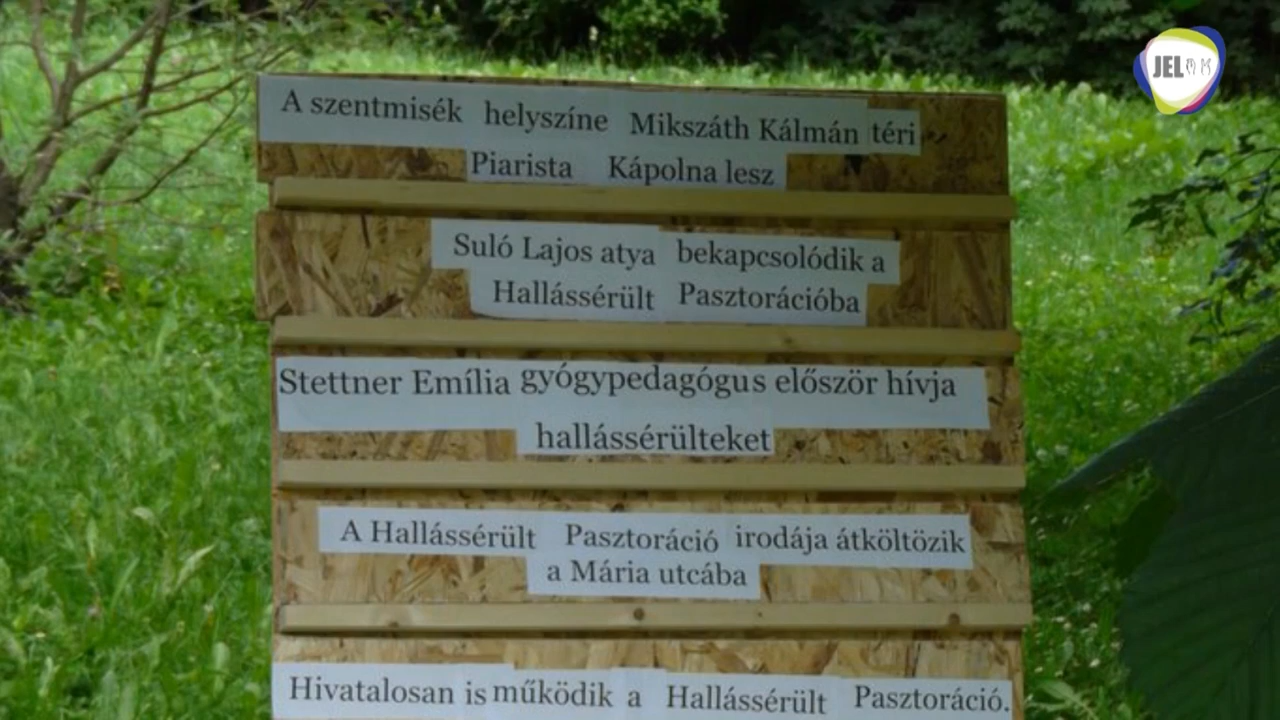 JEL
A szentmisék helyszíne Mikszáth Kálmán téri
Piarista Kápolna lesz
Suló Lajos atya bekapcsolódik a
Hallássérült Pasztorációba
Stettner Emília gyógypedagógus először hívja
hallássérülteket
A Hallássérült Pasztoráció irodája átköltözik
a Mária utcába
Hivatalosan is működik a Hallássérült Pasztoráció.